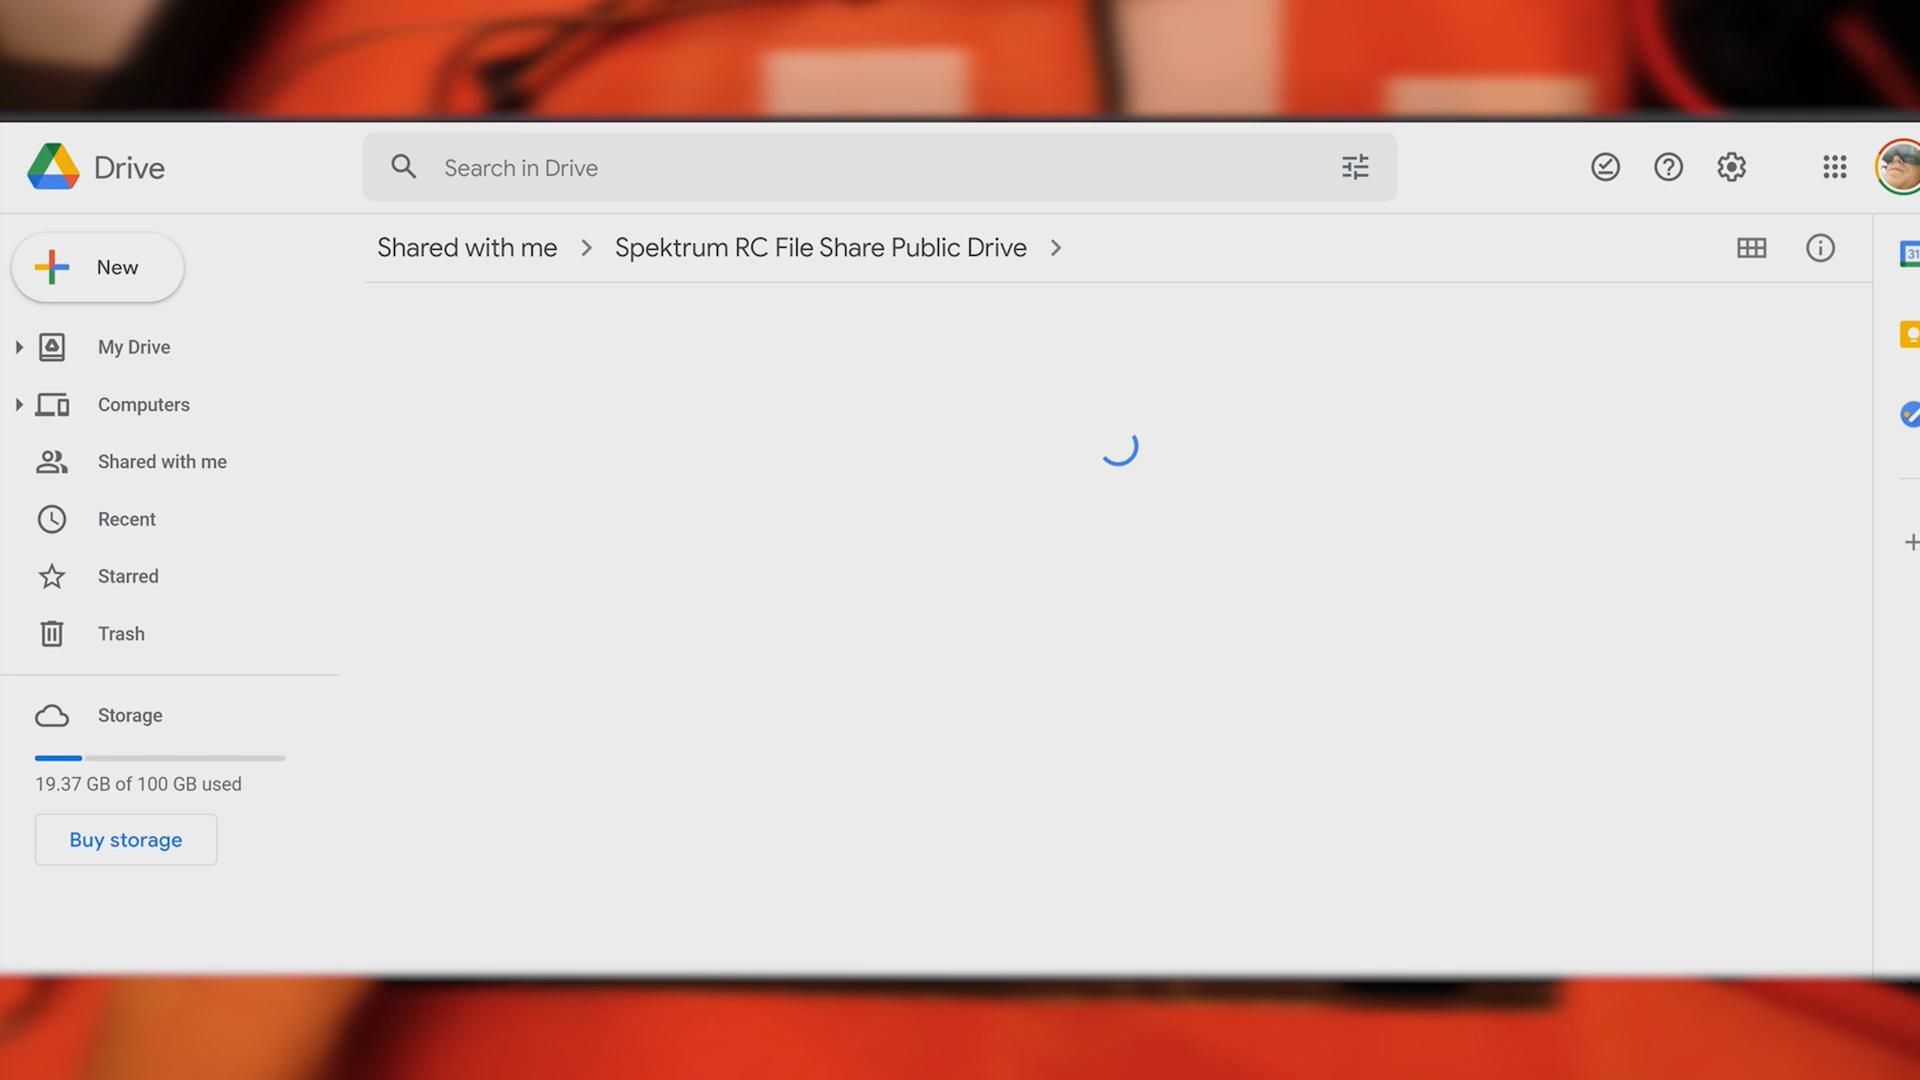 Drive
Search in Drive
New
Shared with me
Spektrum RC File Share Public Drive
31
My Drive
Computers
Shared with me
Recent
Starred
Trash
Storage
19.37 GB of 100 GB used
Buy storage